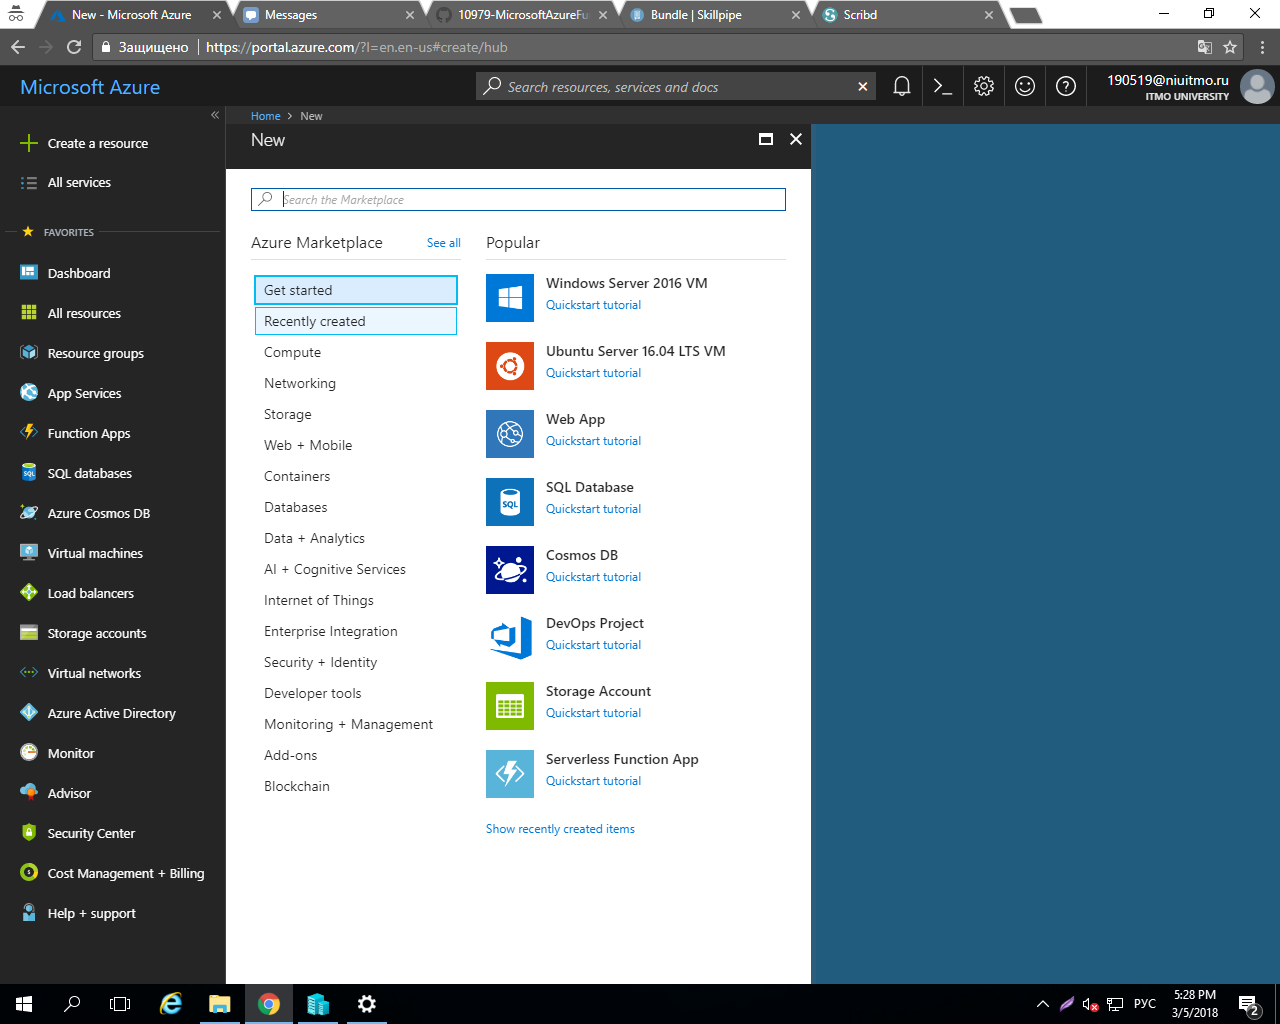 New - Microsoft Azure
Messages
10979-MicrosoftAzureFu
Bundle | Skillpipe
Scribd
Защищено | https://portal.azure.com/?l=en.en-us#create/hub
Microsoft Azure
Search resources, services and docs
190519@niuitmo.ru
ITMO UNIVERSITY
Home > New
New
Create a resource
All services
FAVORITES
Dashboard
All resources
Resource groups
App Services
Function Apps
SQL databases
Azure Cosmos DB
Virtual machines
Load balancers
Storage accounts
Virtual networks
Azure Active Directory
Monitor
Advisor
Security Center
Cost Management + Billing
Help + support
Search the Marketplace
Azure Marketplace
See all
Get started
Recently created
Compute
Networking
Storage
Web + Mobile
Containers
Databases
Data + Analytics
AI + Cognitive Services
Internet of Things
Enterprise Integration
Security + Identity
Developer tools
Monitoring + Management
Add-ons
Blockchain
Popular
Windows Server 2016 VM
Quickstart tutorial
Ubuntu Server 16.04 LTS VM
Quickstart tutorial
Web App
Quickstart tutorial
SQL
SQL Database
Quickstart tutorial
Cosmos DB
Quickstart tutorial
DevOps Project
Quickstart tutorial
Storage Account
Quickstart tutorial
Serverless Function App
Quickstart tutorial
Show recently created items
РУС
5:28 PM
3/5/2018
2